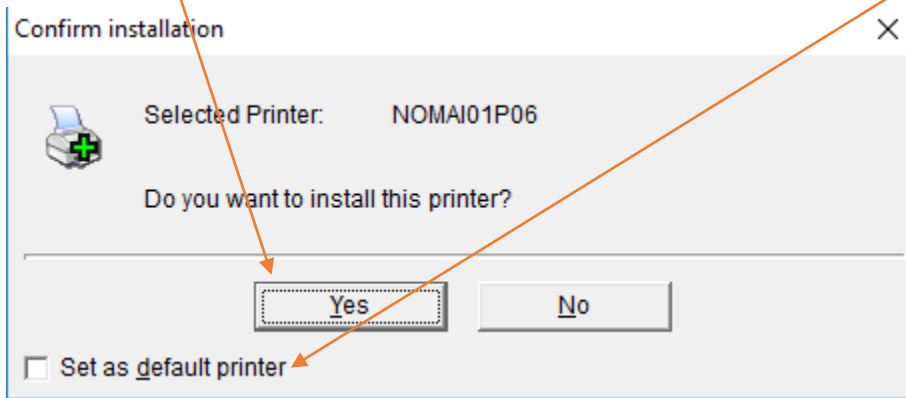 Confirm installation
Selected Printer: NOMAI01P06
Do you want to install this printer?
Yes No
Set as default printer